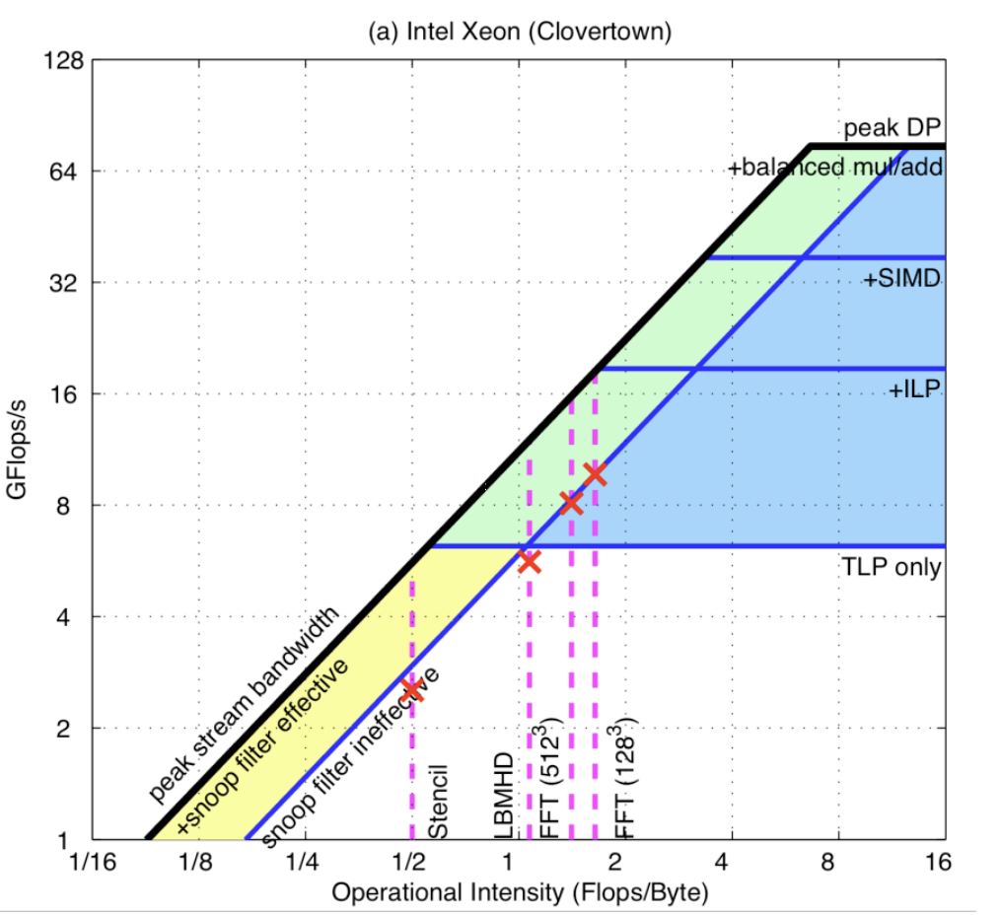 (a) Intel Xeon (Clovertown)
128
64
32
16
8
4
2
1
GFlops/s
peak DP
+balanced mul/add
+SIMD
+ILP
TLP only
peak stream bandwidth
+snoop filter effective
snoop filter ineffective
Stencil
LBMHD
FFT (512³)
FFT (128³)
1/16
1/8
1/4
1/2
1
2
4
8
16
Operational Intensity (Flops/Byte)